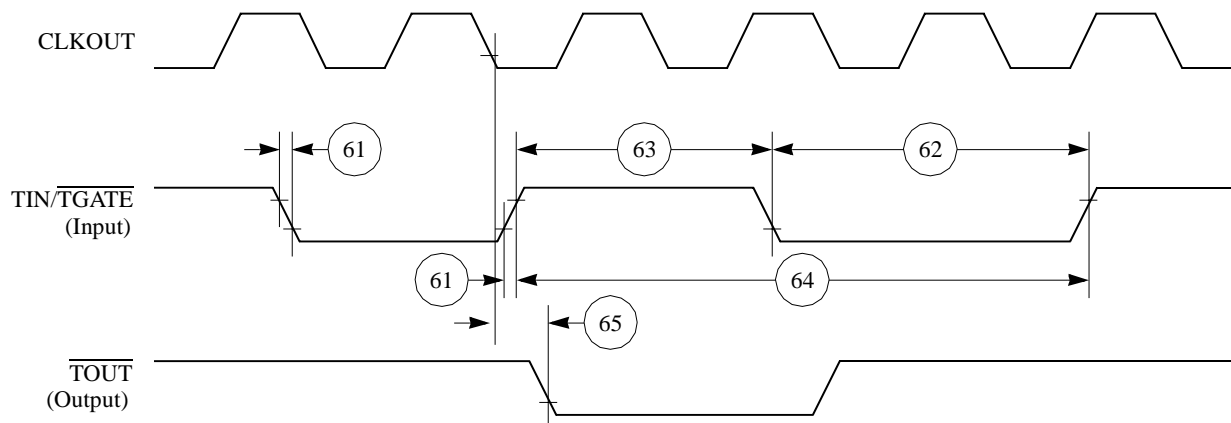 CLKOUT
61
63
62
TIN/TGATE
(Input)
61
64
65
TOUT
(Output)